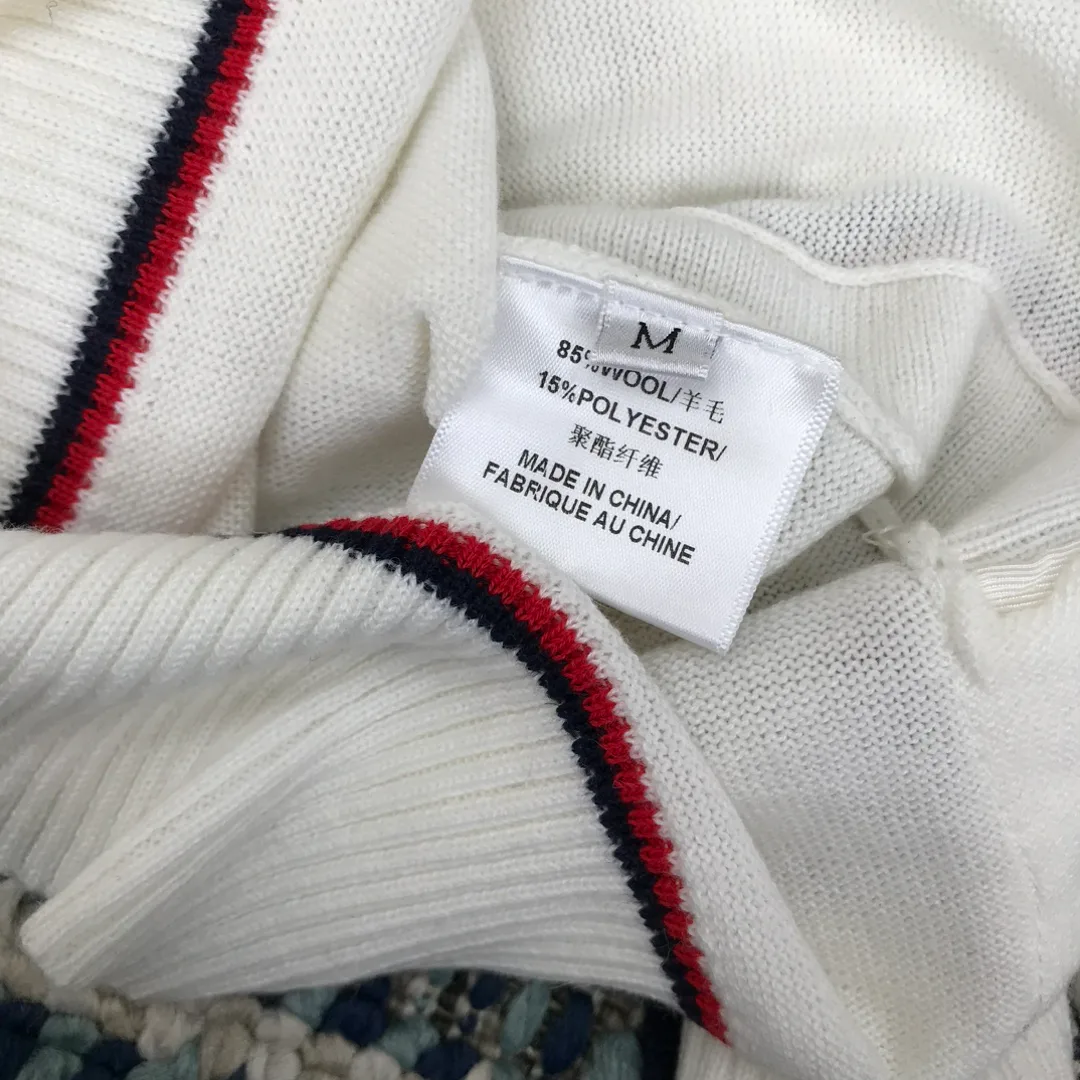 M
85%WOOL/羊毛
15%POLYESTER/
聚酯纤维
MADE IN CHINA/
FABRIQUE AU CHINE